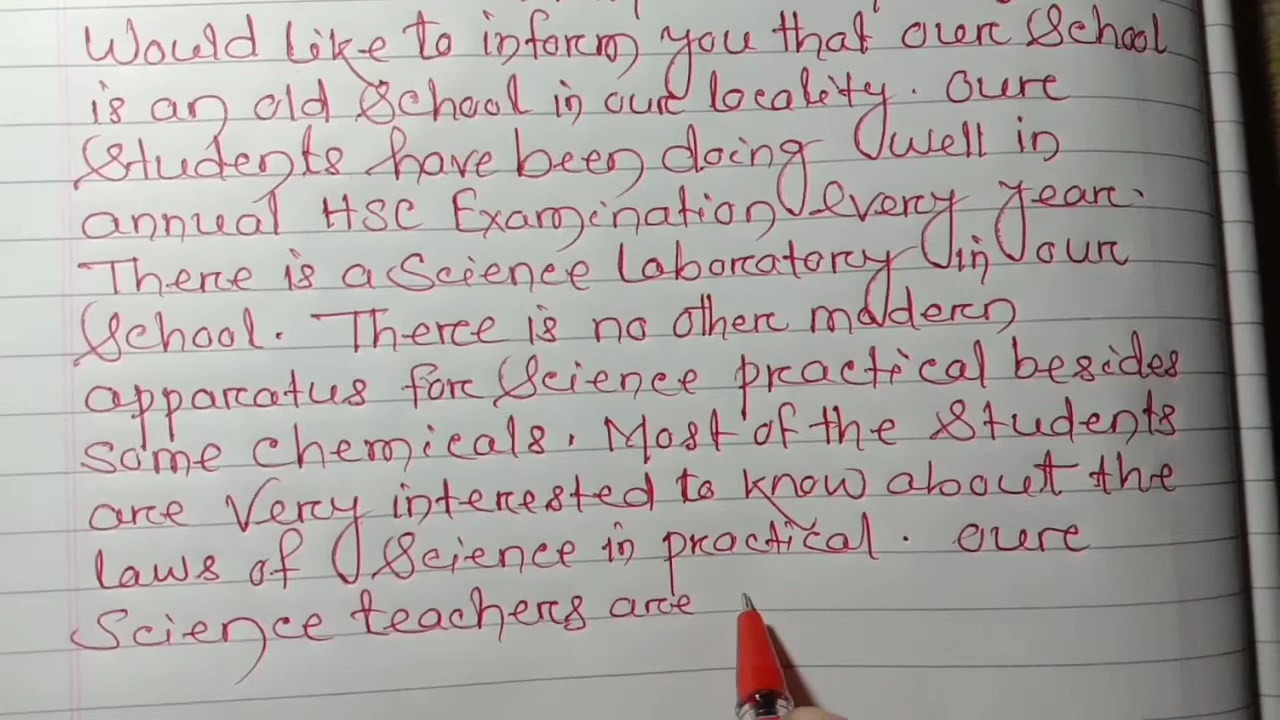 Would like to inform you that our School
is an old School in our locality. Our
Students have been doing well in
annual HSC Examination every year.
There is a Science Laboratory in our
School. There is no other modern
apparatus for Science practical besides
some chemicals. Most of the Students
are very interested to know about the
laws of Science in practical. Our
Science teachers are